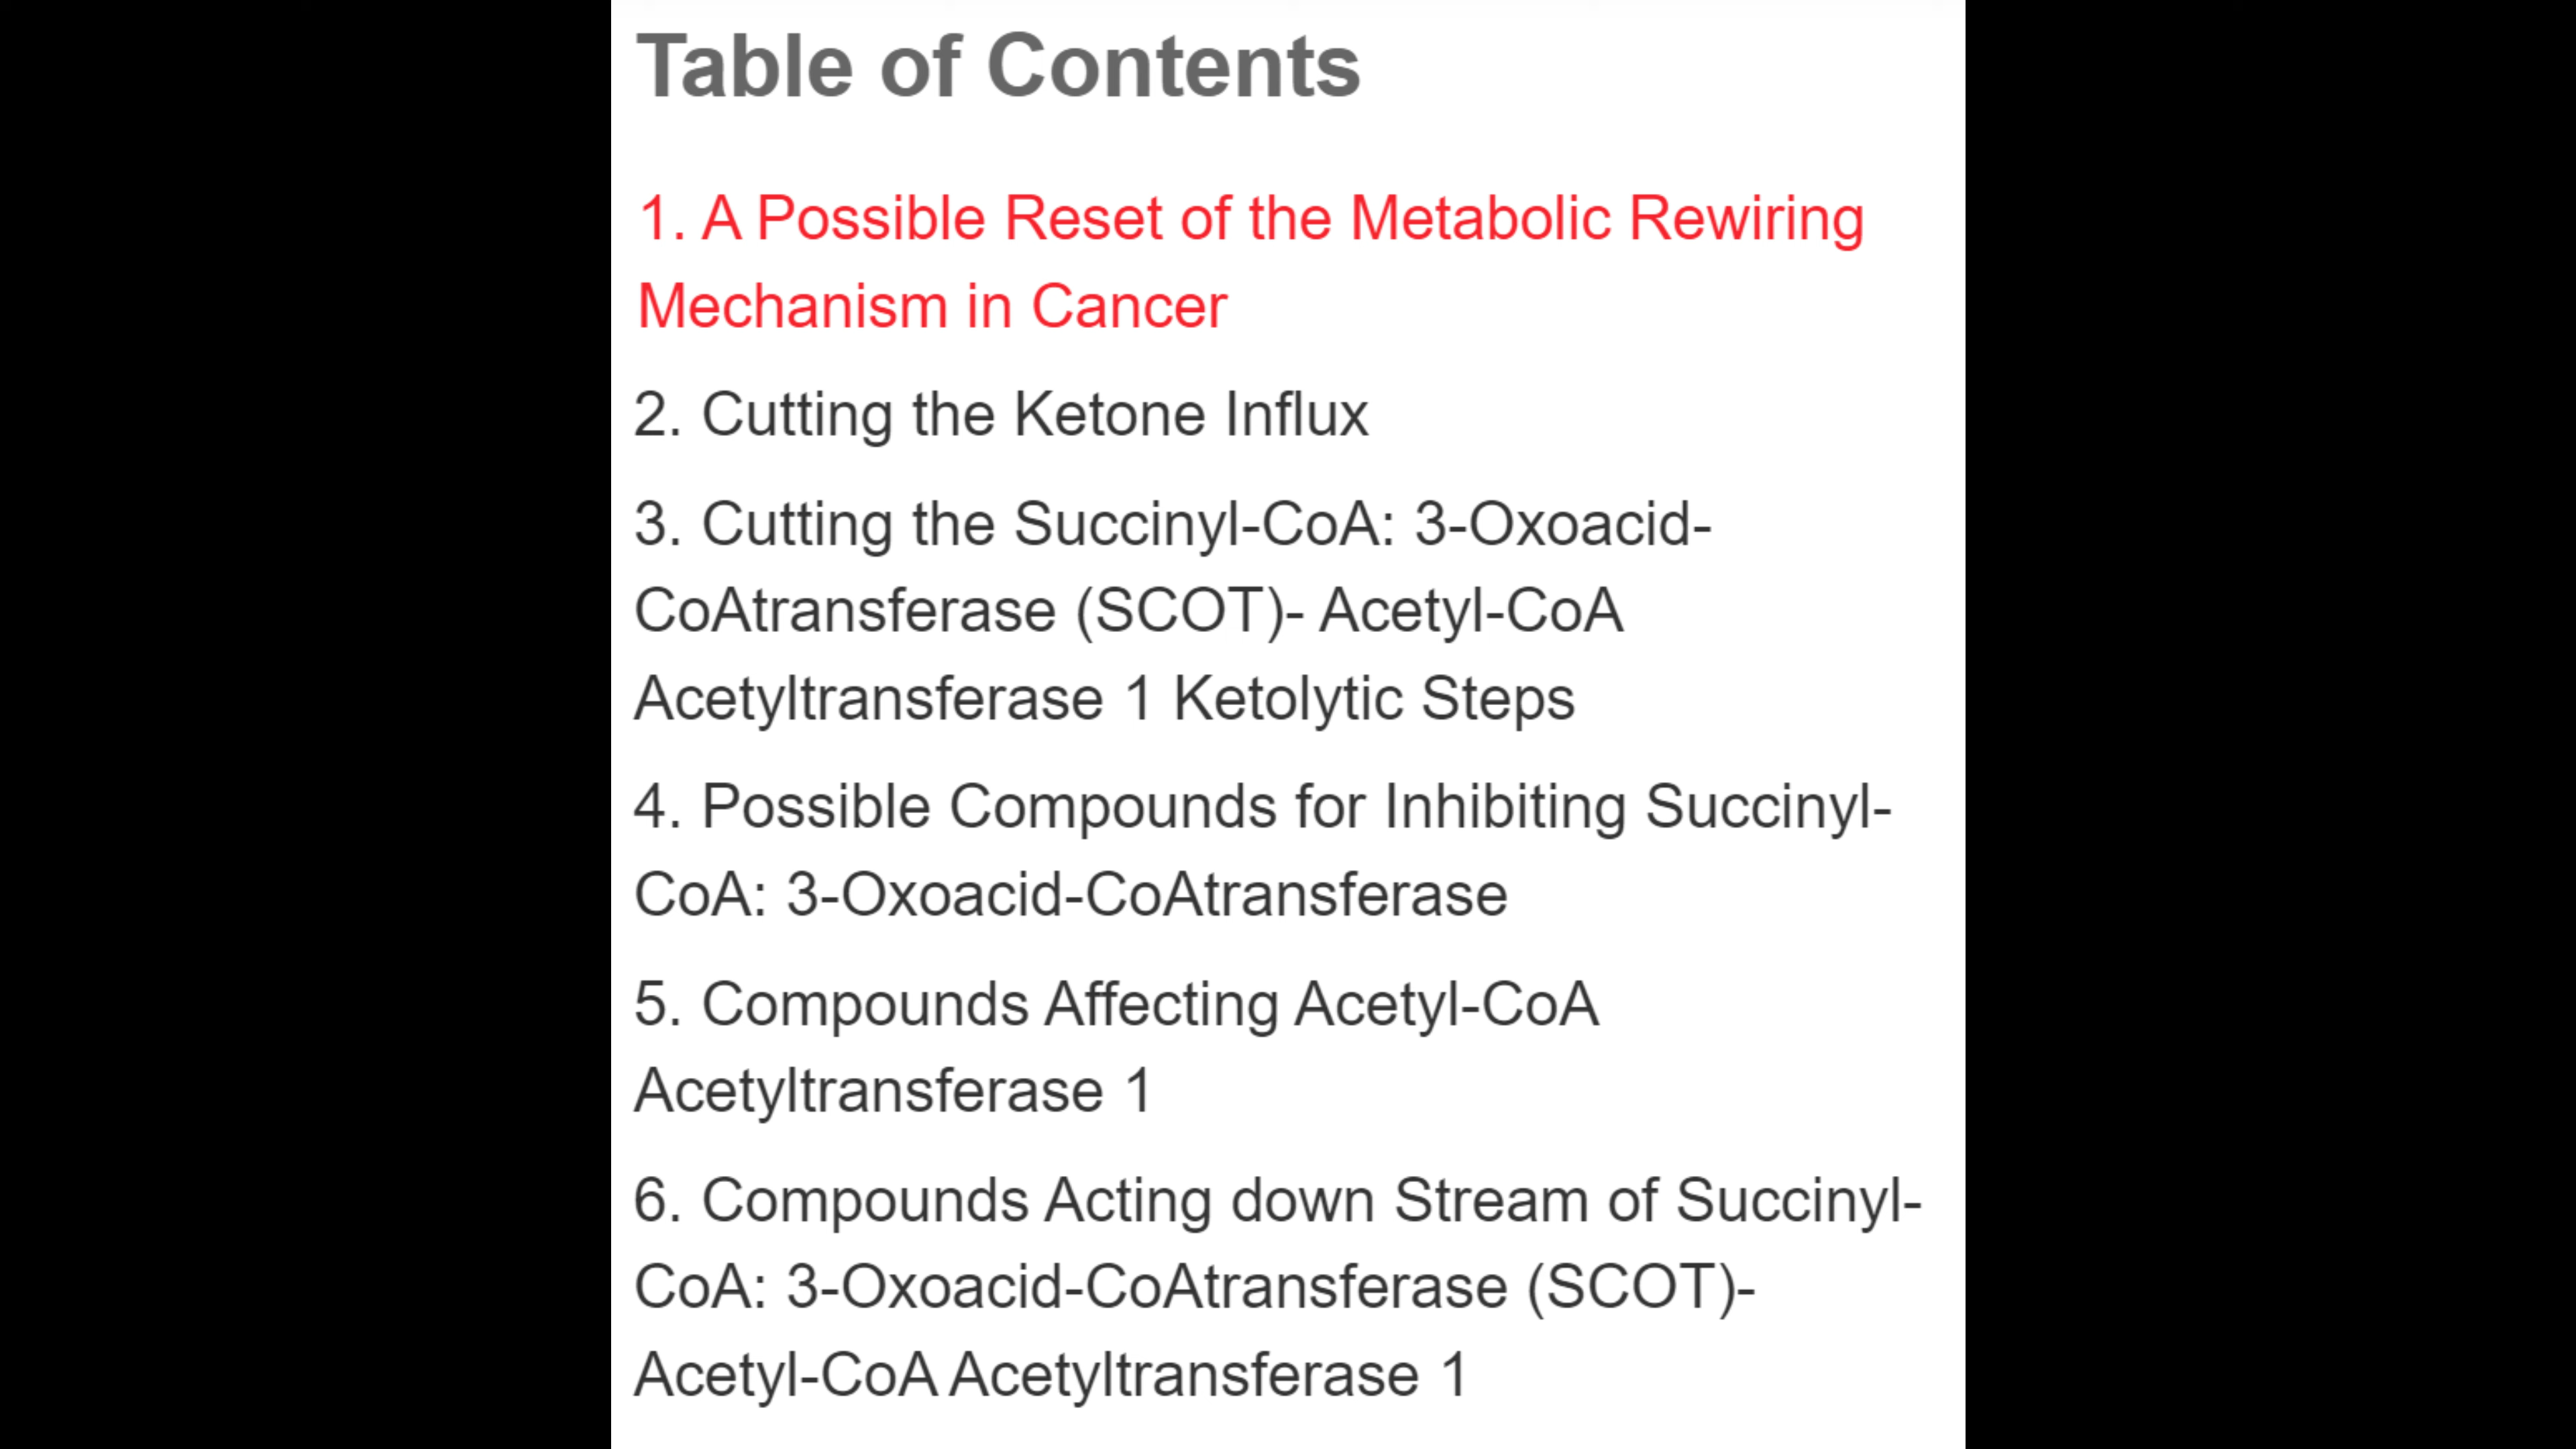 Table of Contents
1. A Possible Reset of the Metabolic Rewiring
Mechanism in Cancer
2. Cutting the Ketone Influx
3. Cutting the Succinyl-CoA: 3-Oxoacid-
CoAtransferase (SCOT)- Acetyl-CoA
Acetyltransferase 1 Ketolytic Steps
4. Possible Compounds for Inhibiting Succinyl-
CoA: 3-Oxoacid-CoAtransferase
5. Compounds Affecting Acetyl-CoA
Acetyltransferase 1
6. Compounds Acting down Stream of Succinyl-
CoA: 3-Oxoacid-CoAtransferase (SCOT)-
Acetyl-CoA Acetyltransferase 1